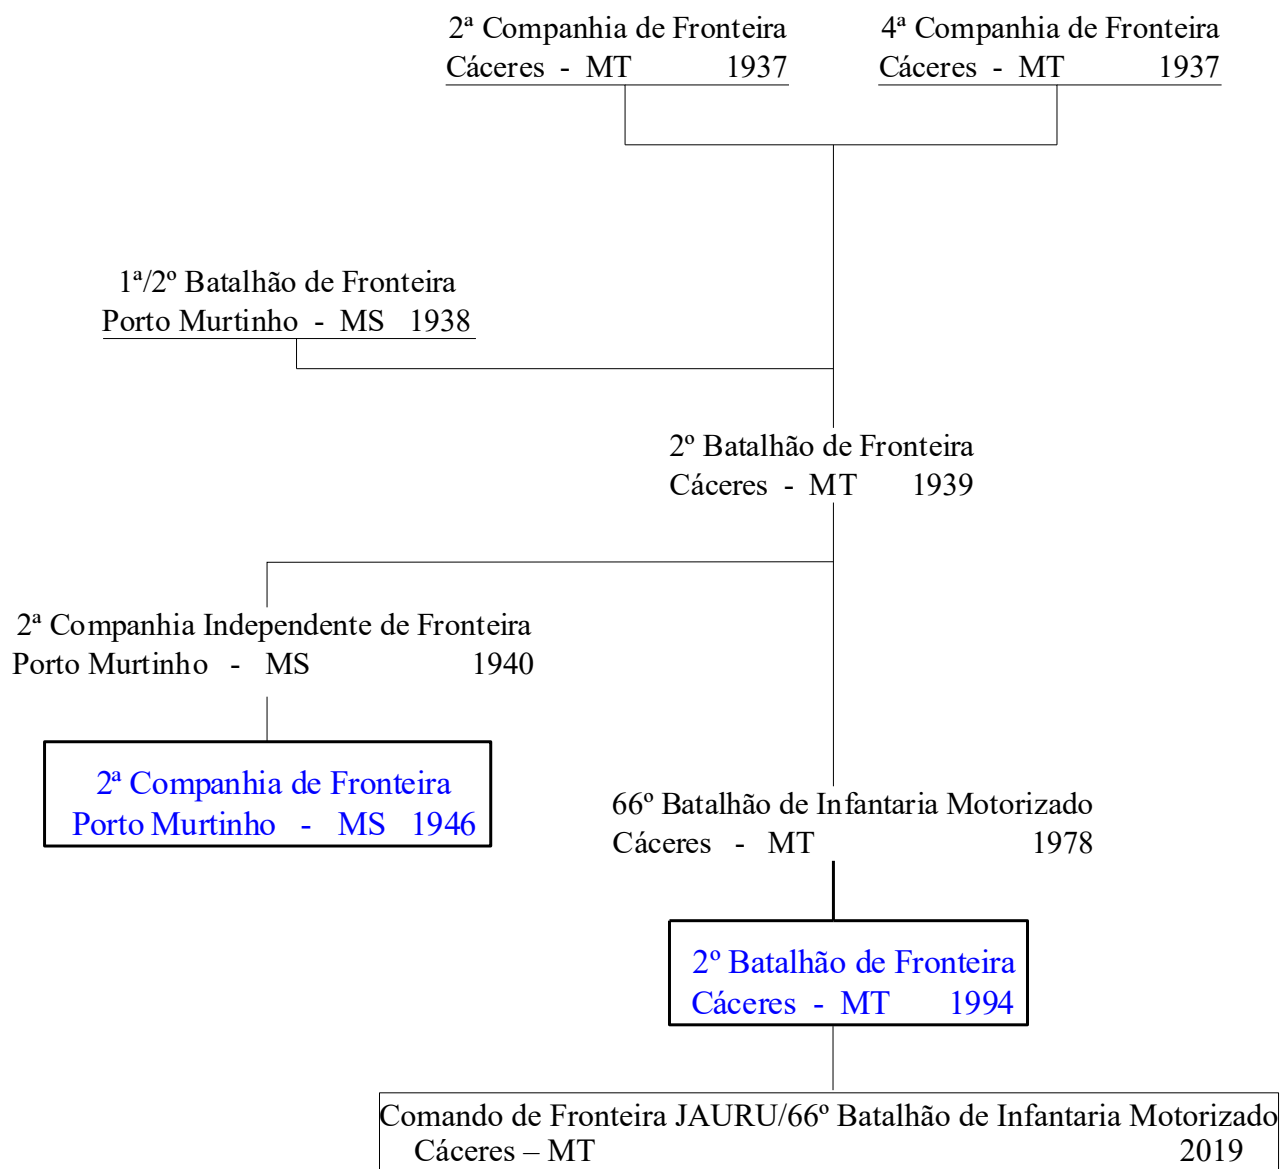 2ª Companhia de Fronteira
Cáceres - MT 1937
4ª Companhia de Fronteira
Cáceres - MT 1937
1ª/2º Batalhão de Fronteira
Porto Murtinho - MS 1938
2º Batalhão de Fronteira
Cáceres - MT 1939
2ª Companhia Independente de Fronteira
Porto Murtinho - MS 1940
2ª Companhia de Fronteira
Porto Murtinho - MS 1946
66º Batalhão de Infantaria Motorizado
Cáceres - MT 1978
2º Batalhão de Fronteira
Cáceres - MT 1994
Comando de Fronteira JAURU/66º Batalhão de Infantaria Motorizado
Cáceres – MT 2019